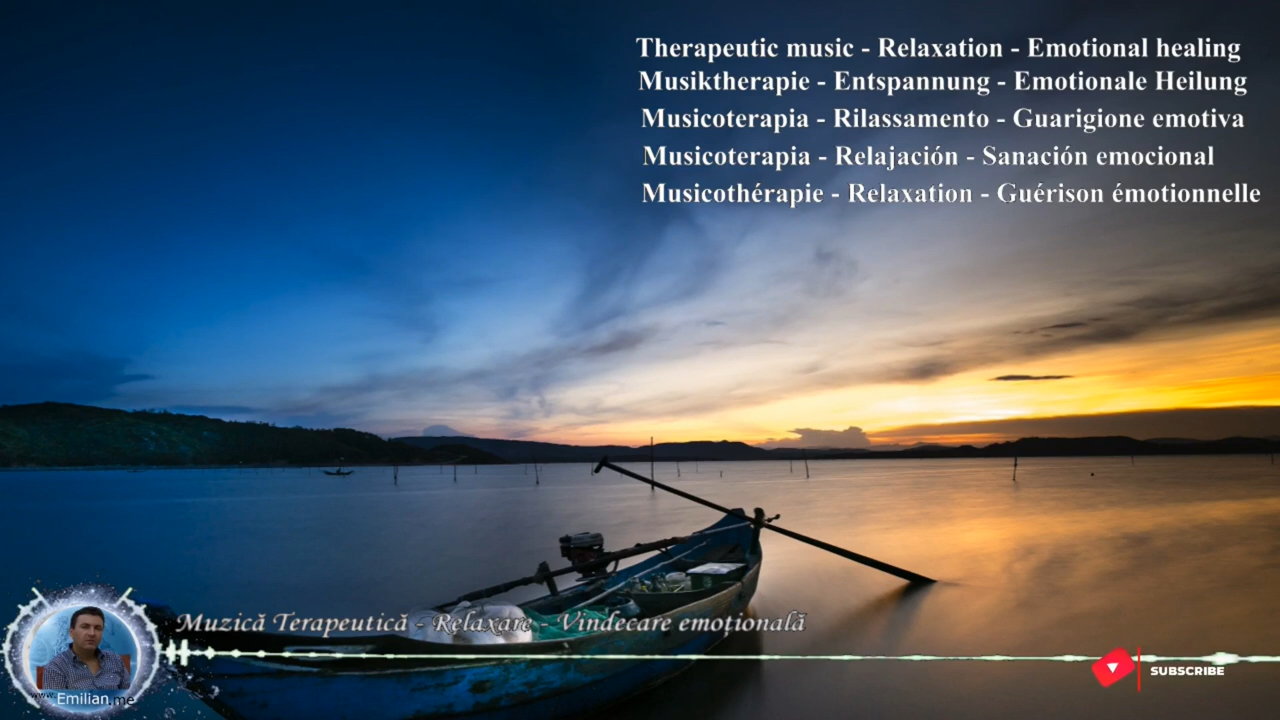 Therapeutic music - Relaxation - Emotional healing
Musiktherapie - Entspannung - Emotionale Heilung
Musicoterapia - Rilassamento - Guarigione emotiva
Musicoterapia - Relajación - Sanación emocional
Musicothérapie - Relaxation - Guérison émotionnelle
Muzică Terapeutică - Relaxare - Vindecare emoțională
www.Emilian.me
SUBSCRIBE